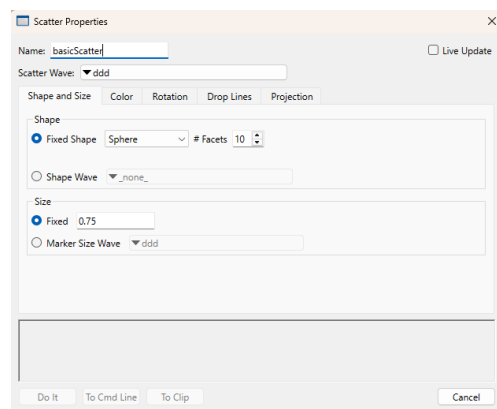 Scatter Properties
Name: basicScatter
Live Update
Scatter Wave: ddd
Shape and Size Color Rotation Drop Lines Projection
Shape
Fixed Shape Sphere # Facets 10
Shape Wave _none_
Size
Fixed 0.75
Marker Size Wave ddd
Do It To Cmd Line To Clip Cancel